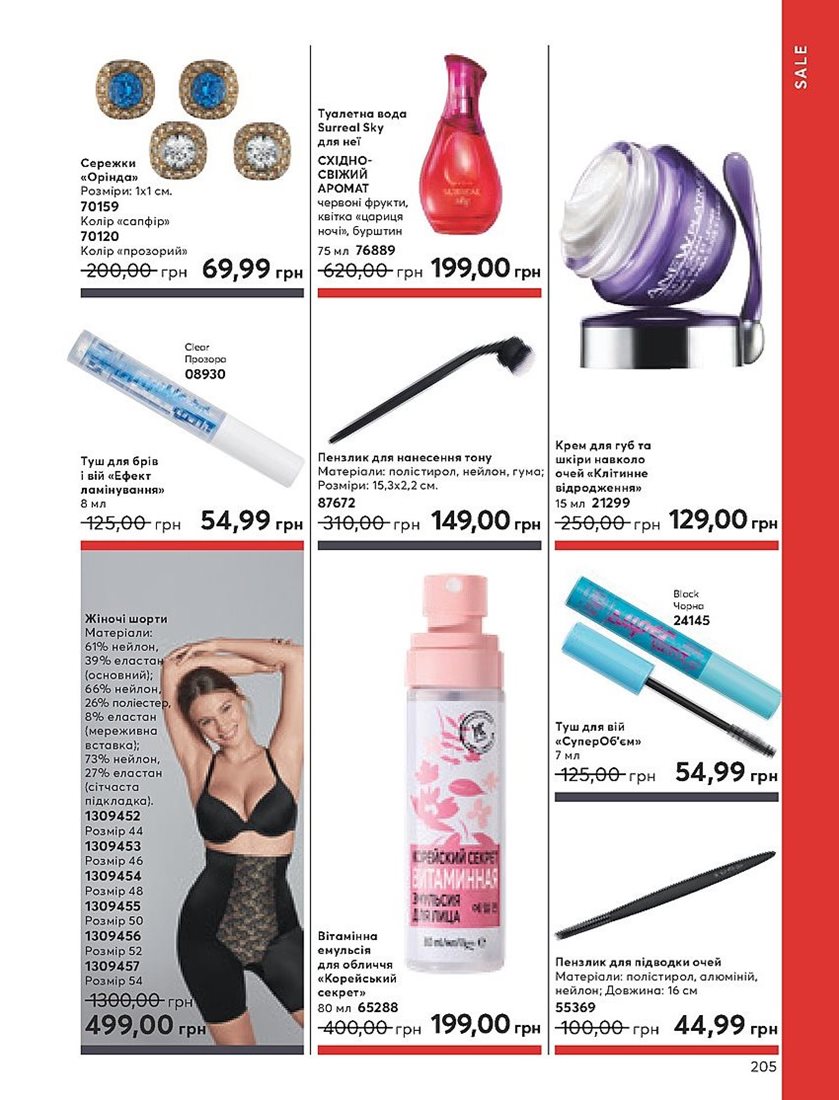 SALE
Сережки
«Орінда»
Розміри: 1х1 см.
70159
Колір «сапфір»
70120
Колір «прозорий»
200,00 грн 69,99 грн
Туалетна вода
Surreal Sky
для неї
СХІДНО-
СВІЖИЙ
АРОМАТ
червоні фрукти,
квітка «цариця
ночі», бурштин
75 мл 76889
620,00 грн 199,00 грн
SURREAL
sky
ANEW PLATINUM
Крем для губ та
шкіри навколо
очей «Клітинне
відродження»
15 мл 21299
250,00 грн 129,00 грн
Clear
Прозора
08930
Туш для брів
і вій «Ефект
ламінування»
8 мл
125,00 грн 54,99 грн
Пензлик для нанесення тону
Матеріали: полістирол, нейлон, гума;
Розміри: 15,3х2,2 см.
87672
310,00 грн 149,00 грн
Жіночі шорти
Матеріали:
61% нейлон,
39% еластан
(основний);
66% нейлон,
26% поліестер,
8% еластан
(мереживна
вставка);
73% нейлон,
27% еластан
(сітчаста
підкладка).
1309452
Розмір 44
1309453
Розмір 46
1309454
Розмір 48
1309455
Розмір 50
1309456
Розмір 52
1309457
Розмір 54
1300,00 грн
499,00 грн
КОРЕЙСКИЙ СЕКРЕТ
ВИТАМИННАЯ
ЭМУЛЬСИЯ
ДЛЯ ЛИЦА
Вітамінна
емульсія
для обличчя
«Корейський
секрет»
80 мл 65288
400,00 грн 199,00 грн
Black
Чорна
24145
Туш для вій
«СуперОб'єм»
7 мл
125,00 грн 54,99 грн
Пензлик для підводки очей
Матеріали: полістирол, алюміній,
нейлон; Довжина: 16 см
55369
100,00 грн 44,99 грн
205